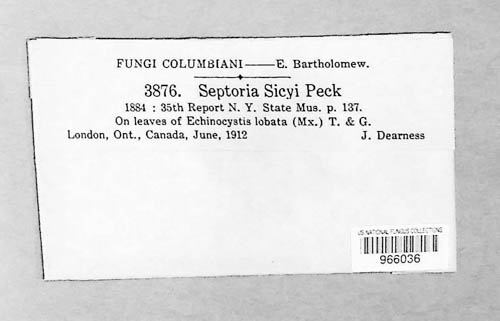 FUNGI COLUMBIANI——E. Bartholomew.
3876. Septoria Sicyi Peck
1884 : 35th Report N. Y. State Mus. p. 137.
On leaves of Echinocystis lobata (Mx.) T. & G.
London, Ont., Canada, June, 1912 J. Dearness
US NATIONAL FUNGUS COLLECTIONS
966036